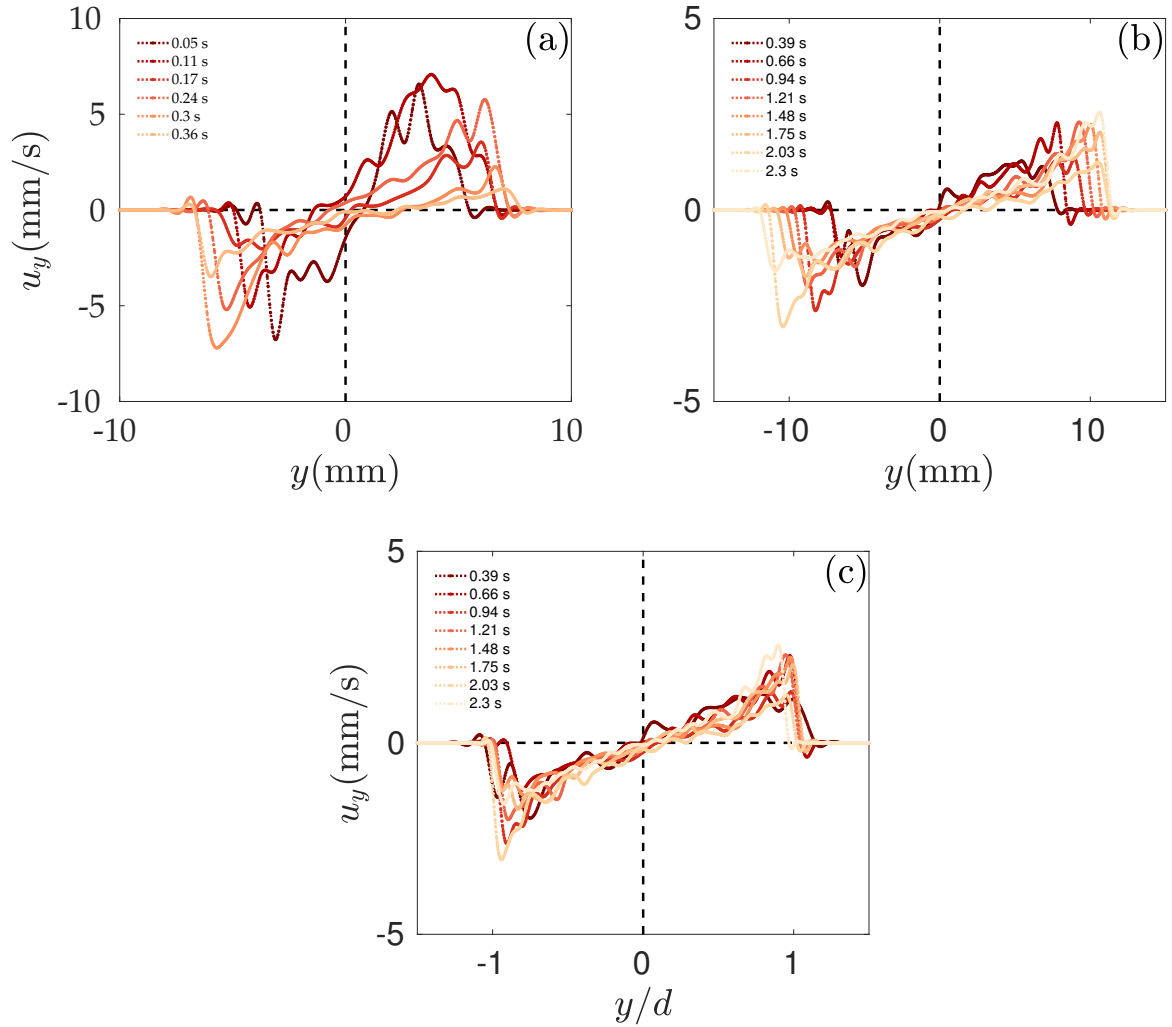 (a)
10
5
0
-5
-10
-10 0 10
u_y(mm/s)
y(mm)
0.05 s
0.11 s
0.17 s
0.24 s
0.3 s
0.36 s
(b)
5
0
-5
-10 0 10
y(mm)
0.39 s
0.66 s
0.94 s
1.21 s
1.48 s
1.75 s
2.03 s
2.3 s
(c)
5
0
-5
-1 0 1
u_y(mm/s)
y/d
0.39 s
0.66 s
0.94 s
1.21 s
1.48 s
1.75 s
2.03 s
2.3 s